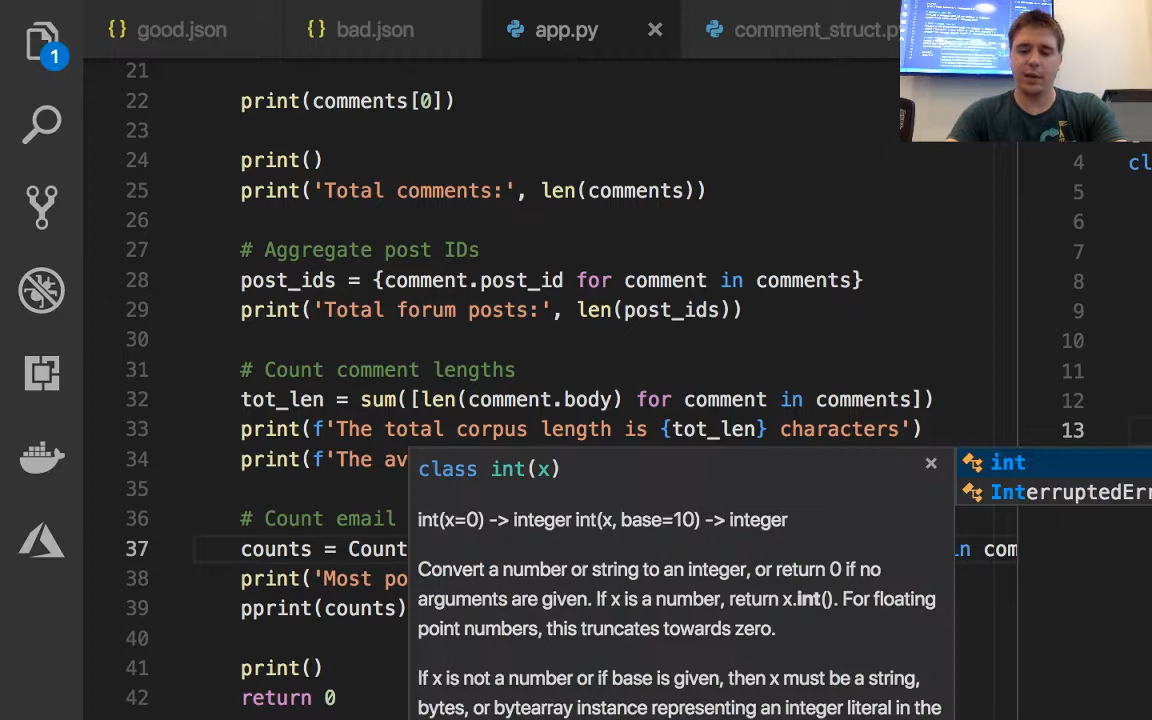 good.json bad.json app.py comment_struct.p
1
21
22 print(comments[0])
23
24 print()
25 print('Total comments:', len(comments))
26
27 # Aggregate post IDs
28 post_ids = {comment.post_id for comment in comments}
29 print('Total forum posts:', len(post_ids))
30
31 # Count comment lengths
32 tot_len = sum([len(comment.body) for comment in comments])
33 print(f'The total corpus length is {tot_len} characters')
34 print(f'The av
35
36 # Count email
37 counts = Count
in com
38 print('Most po
39 pprint(counts)
40
41 print()
42 return 0
class int(x)
int(x=0) -> integer int(x, base=10) -> integer
Convert a number or string to an integer, or return 0 if no
arguments are given. If x is a number, return x.int(). For floating
point numbers, this truncates towards zero.
If x is not a number or if base is given, then x must be a string,
bytes, or bytearray instance representing an integer literal in the
4 cl
5
6
7
8
9
10
11
12
13
int
InterruptedErr